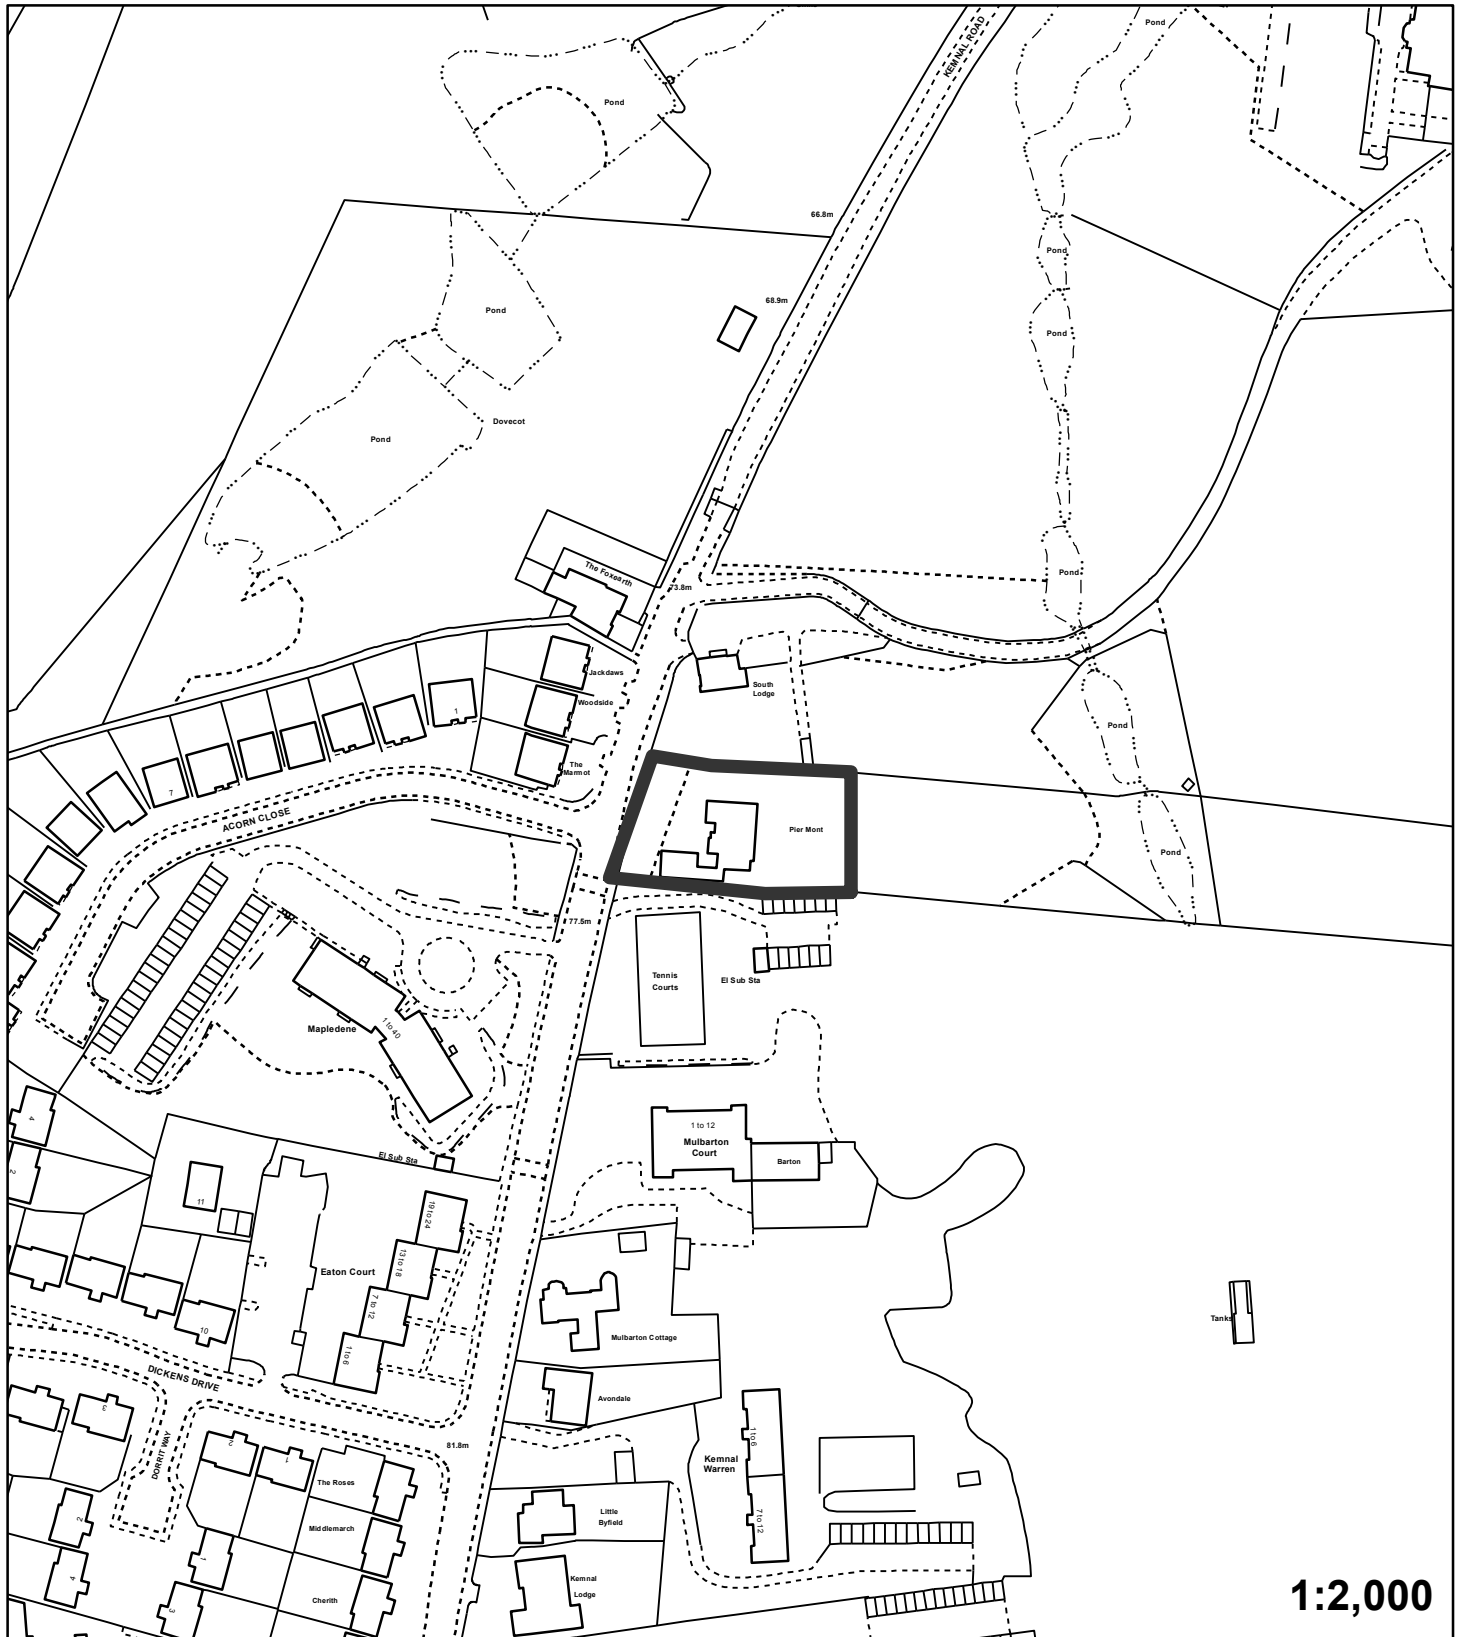 Pond
KEMNAL ROAD
Pond
66.8m
Pond
68.9m
Pond
Pond
Dovecot
Pond
The Foxearth
73.8m
Pond
Jackdaws
South
Lodge
Woodside
1
The
Marmot
Pond
7
ACORN CLOSE
Pier Mont
Pond
77.5m
Tennis
Courts
El Sub Sta
Mapledene
1 to 40
4
1 to 12
Mulbarton
Court
El Sub Sta
Barton
2
11
19 to 24
13 to 18
Eaton Court
7 to 12
Tanks
10
Mulbarton Cottage
1 to 6
DICKENS DRIVE
Avondale
3
DORRIT WAY
2
81.8m
1
1 to 6
Kemnal
Warren
The Roses
Little
Byfield
2
Middlemarch
7 to 12
1
4
Kemnal
Lodge
Cherith
3
1:2,000